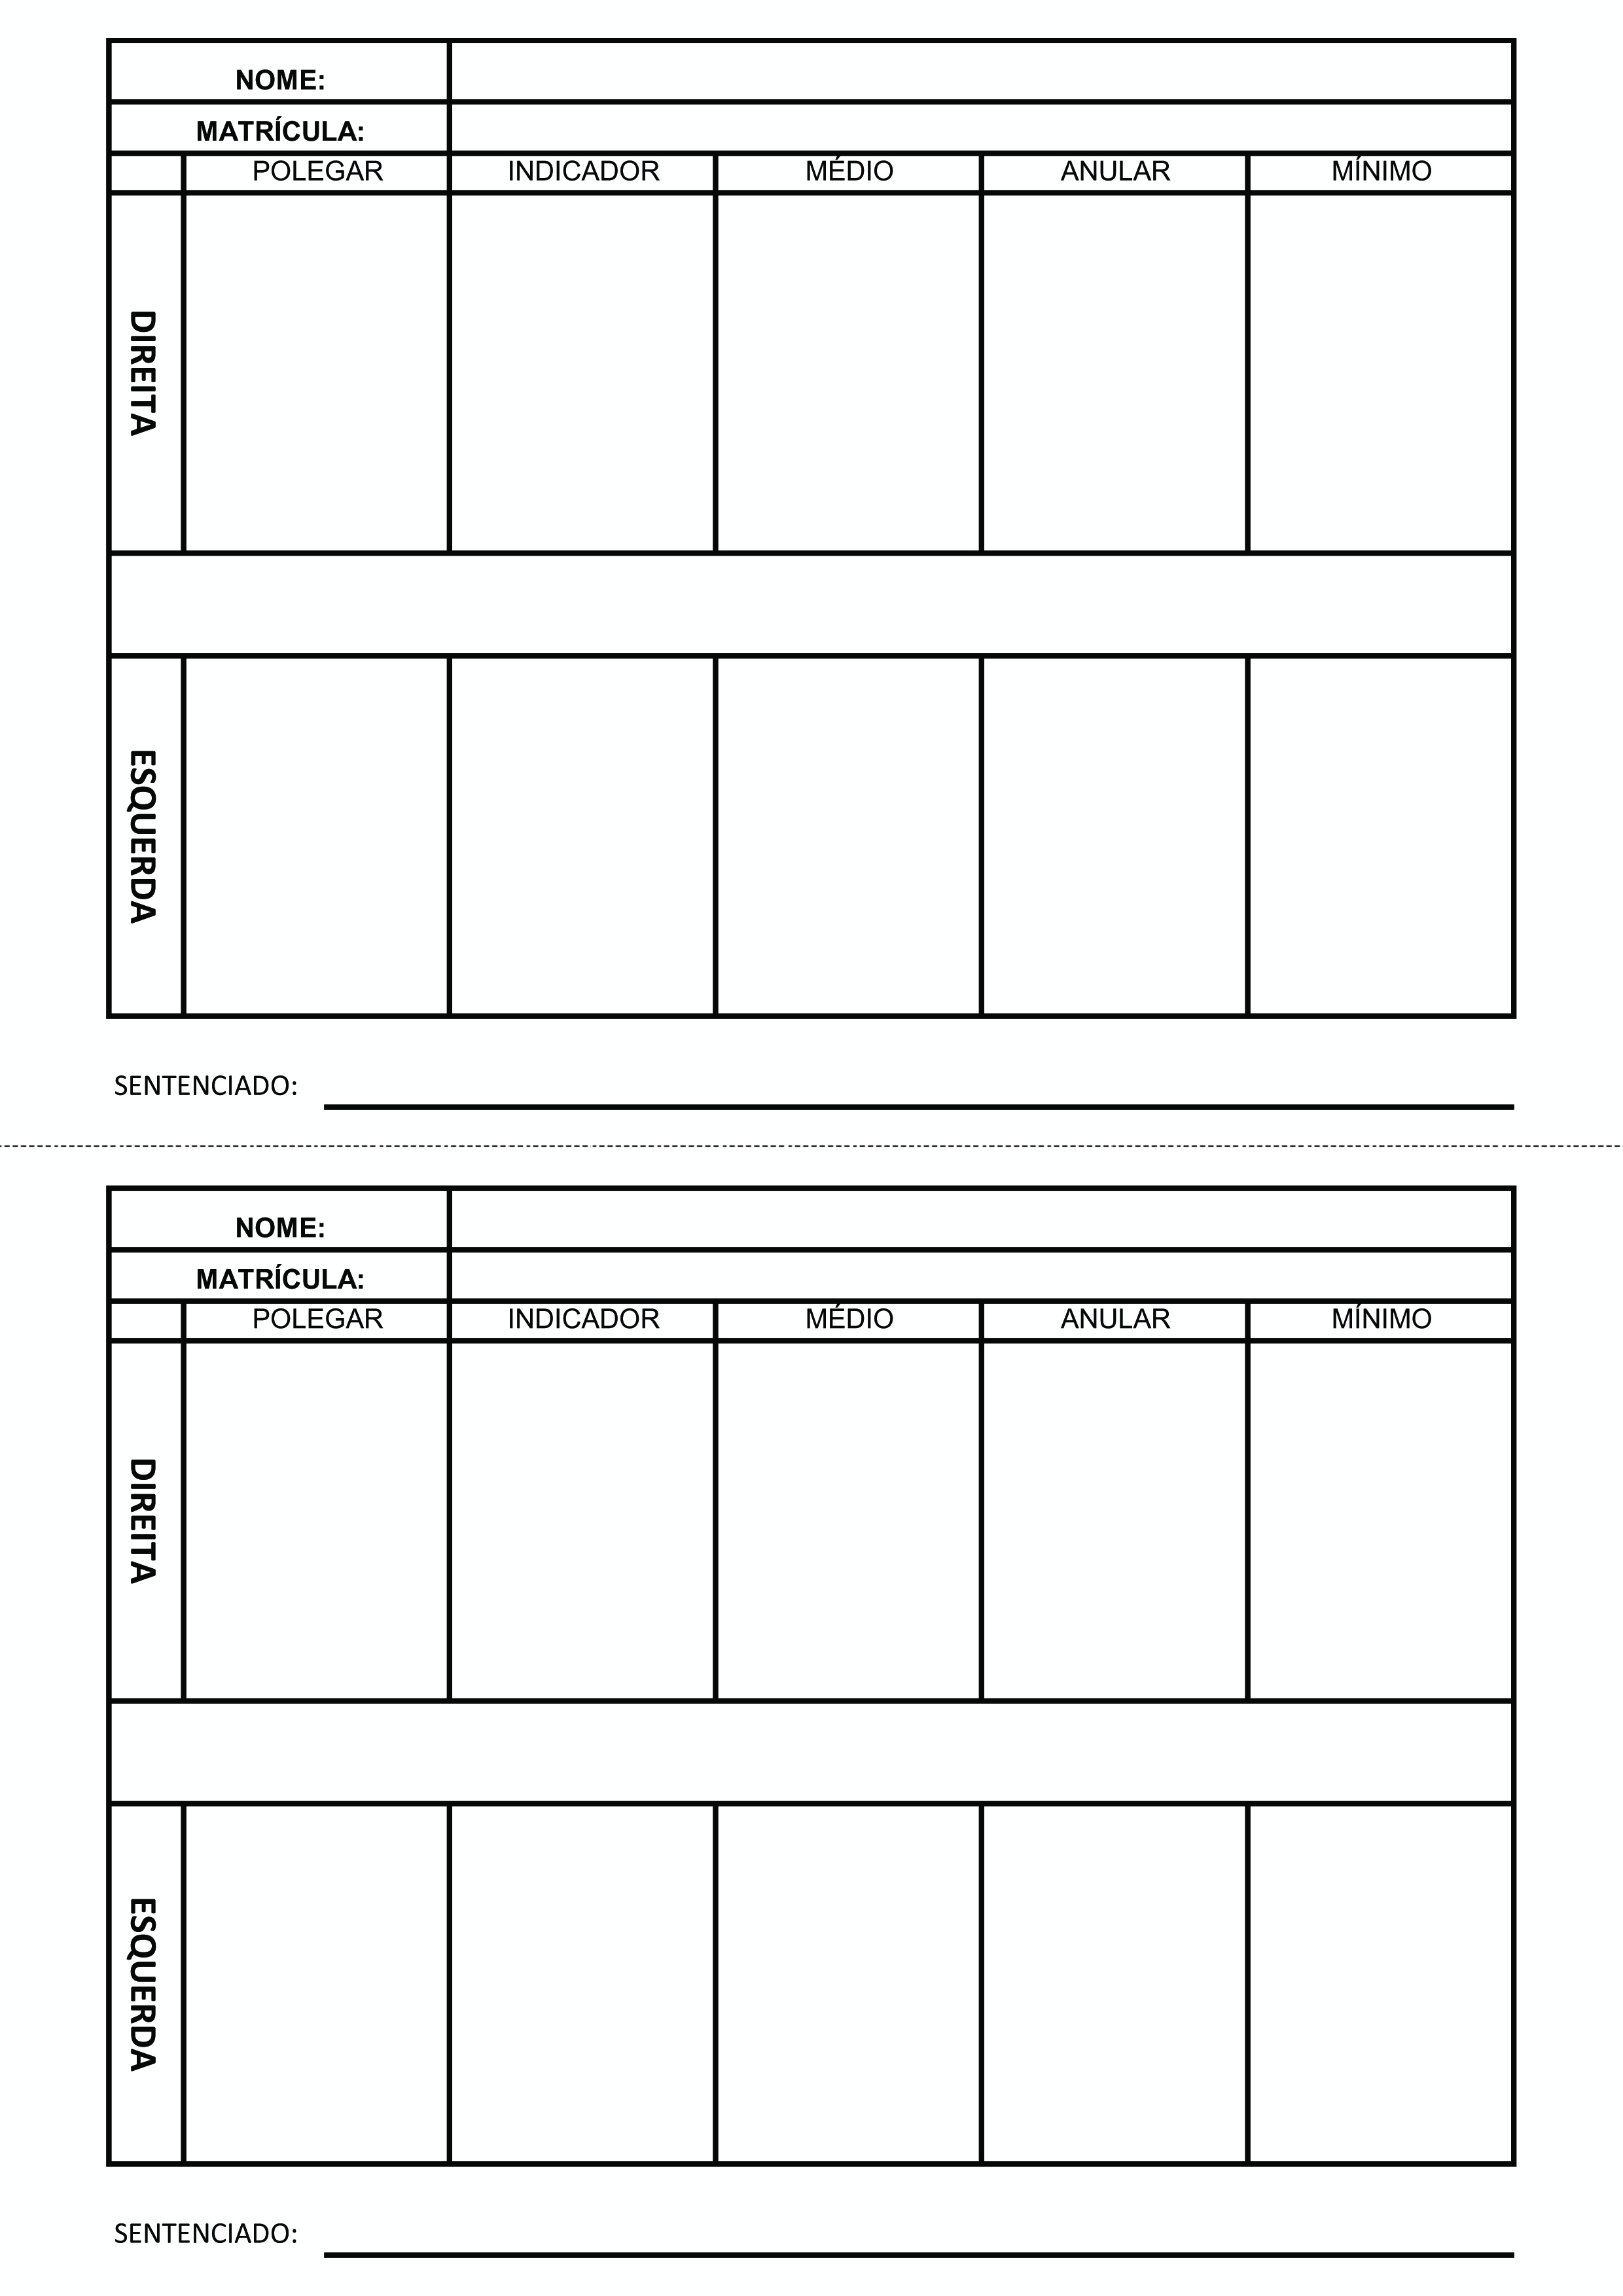 NOME:
MATRÍCULA:
POLEGAR INDICADOR MÉDIO ANULAR MÍNIMO
DIREITA
ESQUERDA
SENTENCIADO:
NOME:
MATRÍCULA:
POLEGAR INDICADOR MÉDIO ANULAR MÍNIMO
DIREITA
ESQUERDA
SENTENCIADO: